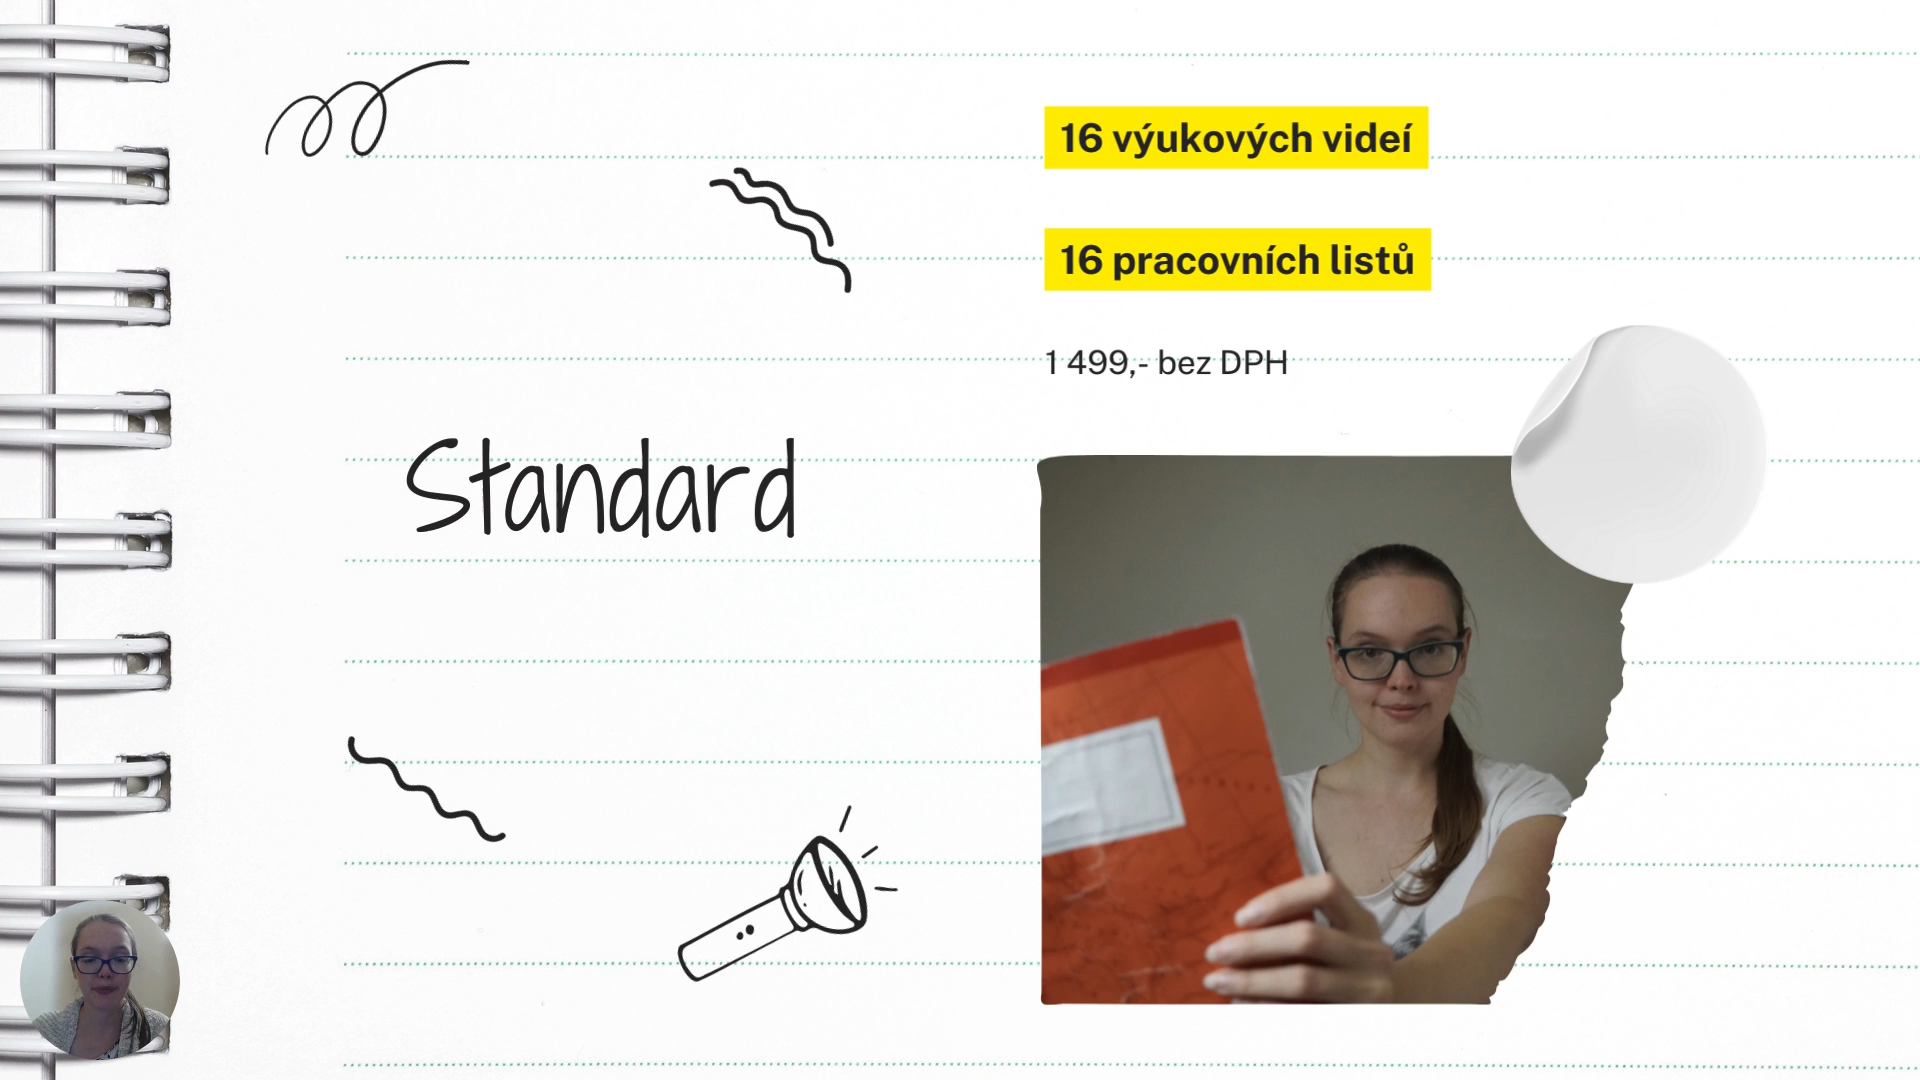 Standard
16 výukových videí
16 pracovních listů
1 499,- bez DPH